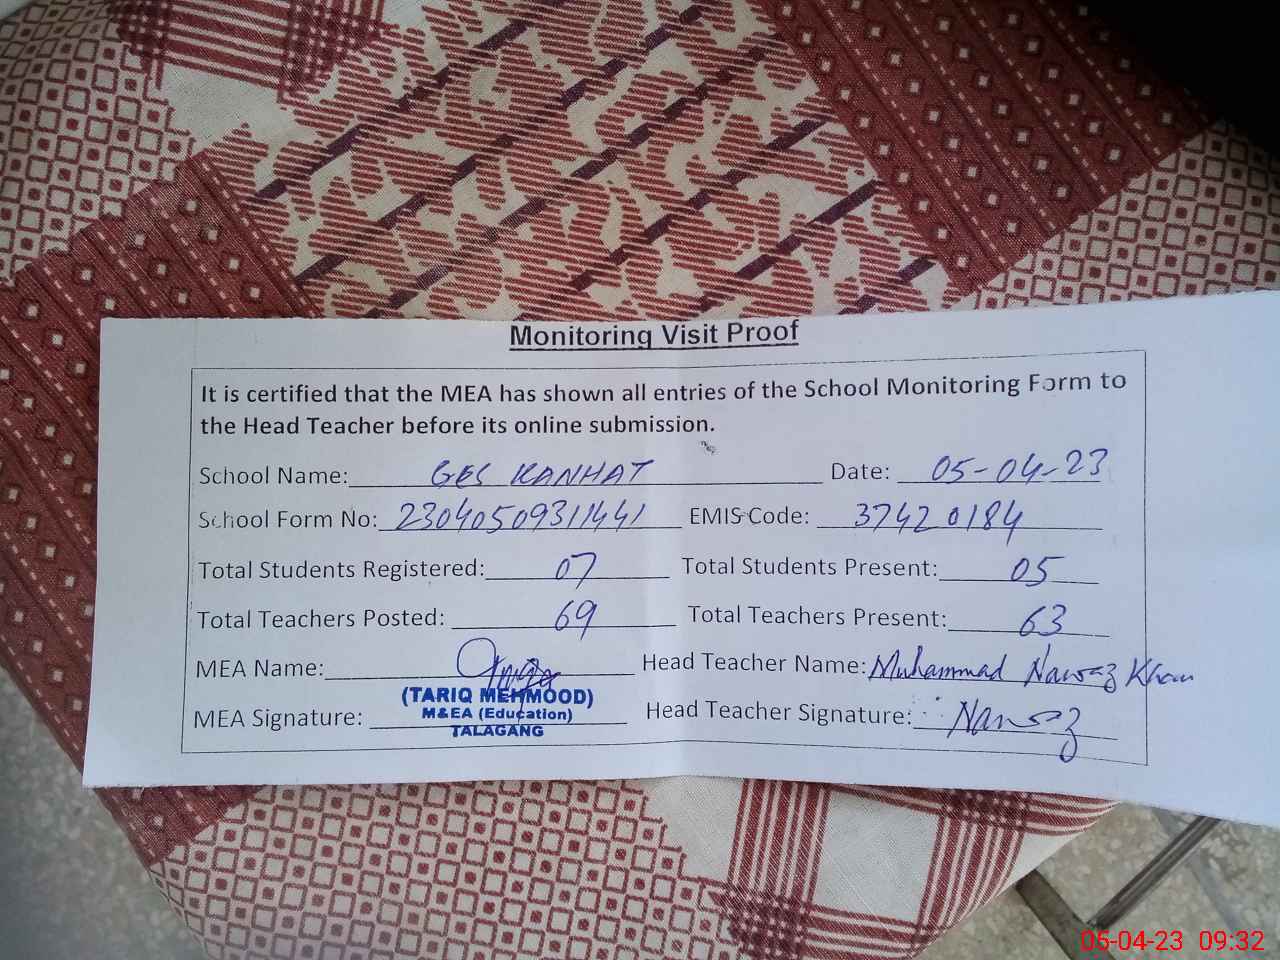 Monitoring Visit Proof
It is certified that the MEA has shown all entries of the School Monitoring Form to
the Head Teacher before its online submission.
School Name: GES KANHAT Date: 05-04-23
School Form No: 23040509311441 EMIS Code: 37420184
Total Students Registered: 07 Total Students Present: 05
Total Teachers Posted: 69 Total Teachers Present: 63
MEA Name: Head Teacher Name: Muhammad Nawaz Khan
(TARIQ MEHMOOD)
M&EA (Education)
MEA Signature: Head Teacher Signature: Nawaz
TALAGANG
05-04-23 09:32